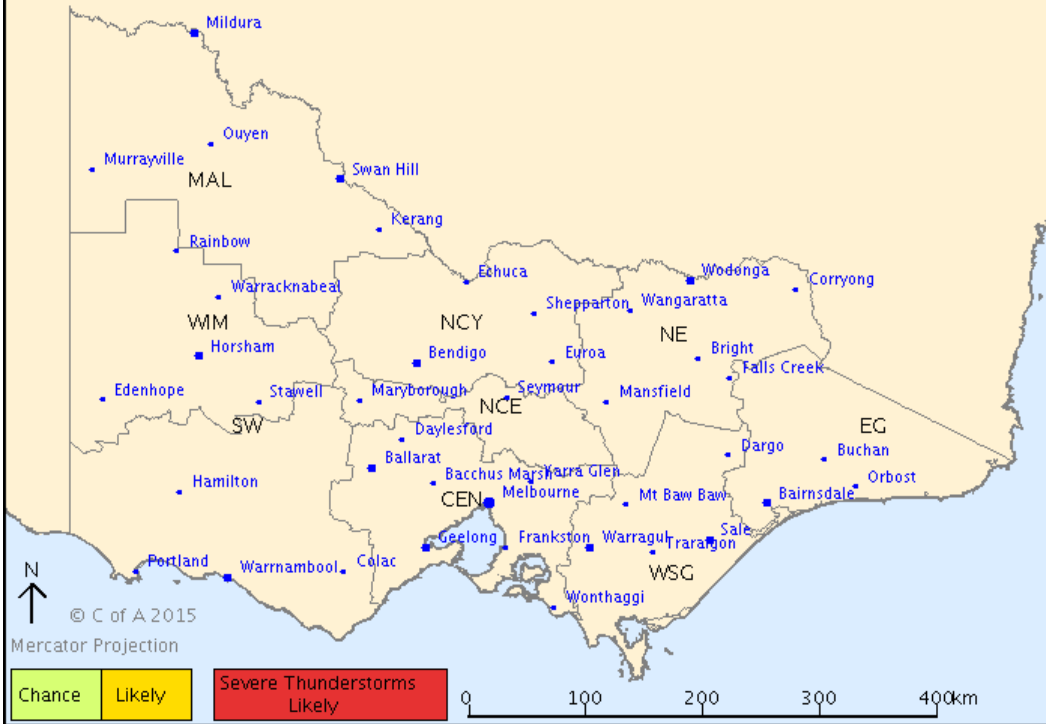 Mildura
Ouyen
Murrayville
Swan Hill
MAL
Kerang
Rainbow
Echuca
Wodonga
Corryong
Warracknabeal
Shepparton
Wangaratta
WIM
NCY
NE
Horsham
Bendigo
Euroa
Bright
Falls Creek
Edenhope
Stawell
Maryborough
Seymour
Mansfield
NCE
SW
EG
Daylesford
Dargo
Buchan
Ballarat
Bacchus Marsh
Yarra Glen
Hamilton
Orbost
CEN
Melbourne
Mt Baw Baw
Bairnsdale
Geelong
Frankston
Warragul
Sale
Traralgon
Portland
Warrnambool
Colac
WSG
N
Wonthaggi
© C of A 2015
Mercator Projection
Chance
Likely
Severe Thunderstorms
Likely
0 100 200 300 400km